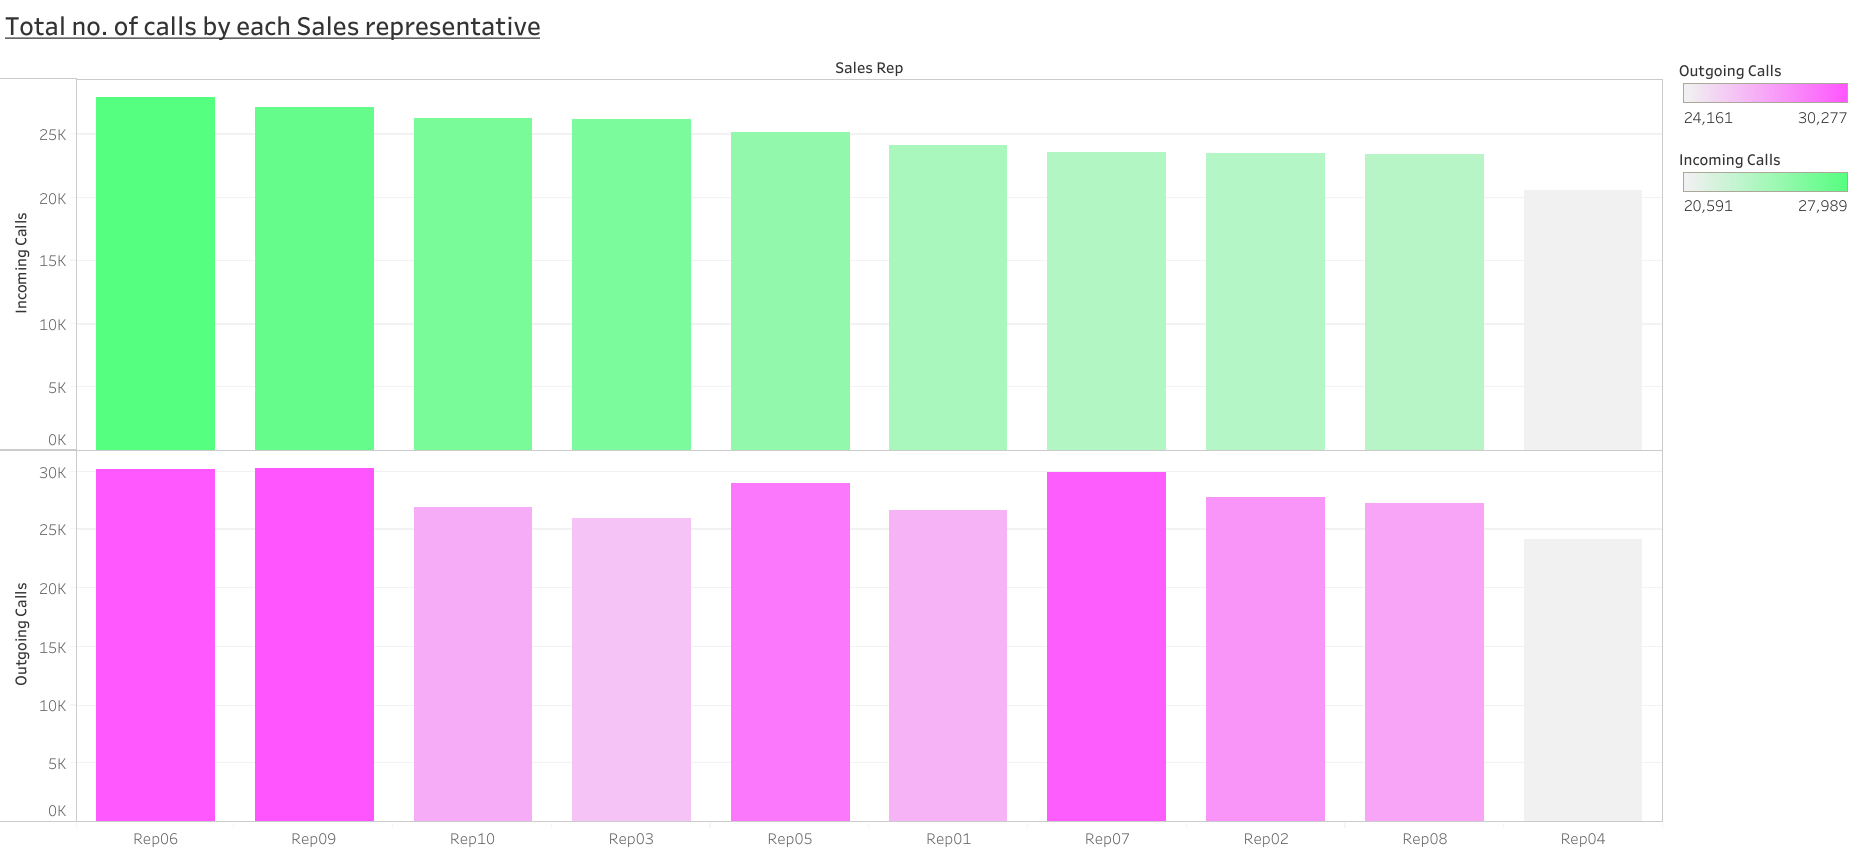 Total no. of calls by each Sales representative
Sales Rep
Incoming Calls
25K
20K
15K
10K
5K
0K
Outgoing Calls
30K
25K
20K
15K
10K
5K
0K
Rep06 Rep09 Rep10 Rep03 Rep05 Rep01 Rep07 Rep02 Rep08 Rep04
Outgoing Calls
24,161 30,277
Incoming Calls
20,591 27,989